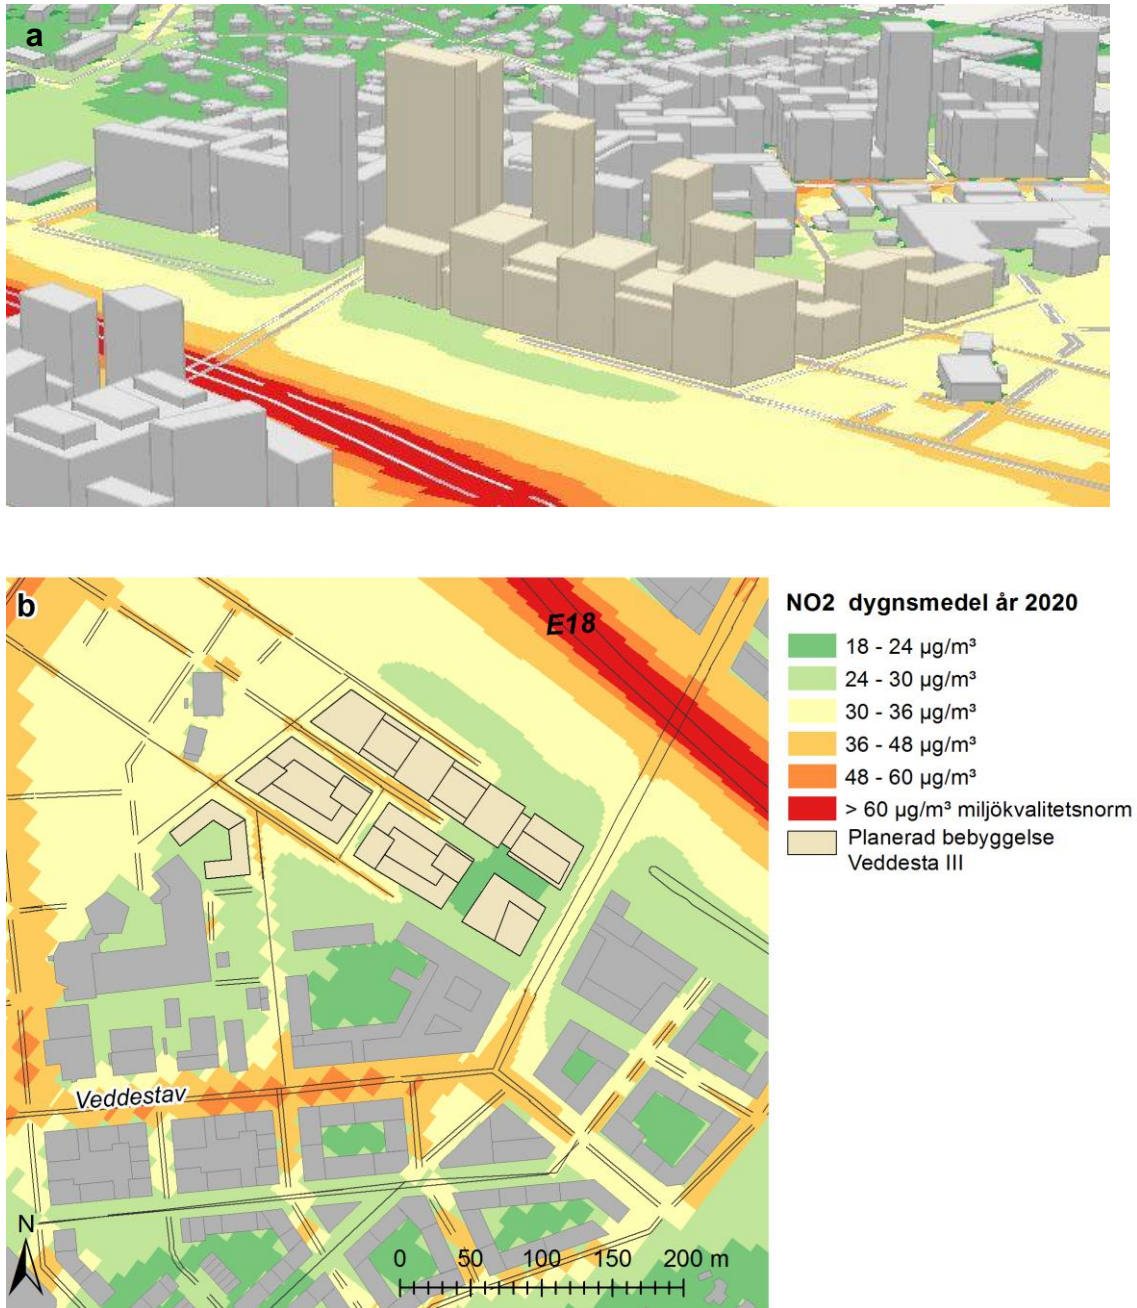 a
b
E18
Veddestav
N
0 50 100 150 200 m
NO2 dygnsmedel år 2020
18 - 24 µg/m³
24 - 30 µg/m³
30 - 36 µg/m³
36 - 48 µg/m³
48 - 60 µg/m³
> 60 µg/m³ miljökvalitetsnorm
Planerad bebyggelse
Veddesta III